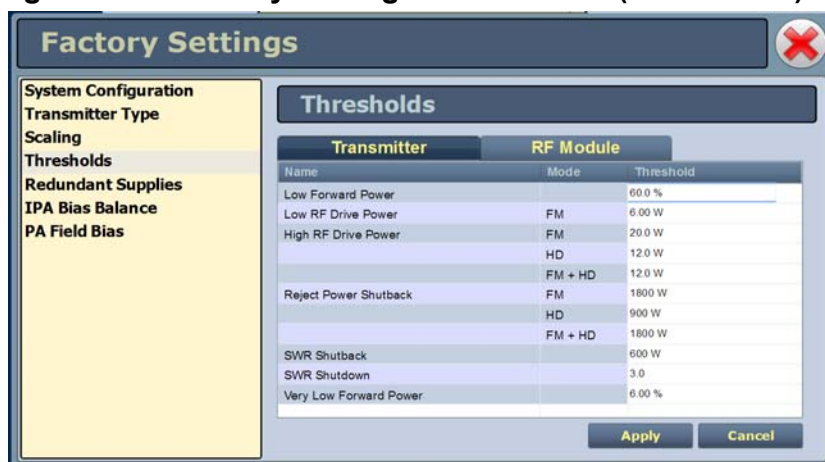 Factory Settings
System Configuration
Transmitter Type
Scaling
Thresholds
Redundant Supplies
IPA Bias Balance
PA Field Bias
Thresholds
Transmitter RF Module
Name Mode Threshold
Low Forward Power 60.0 %
Low RF Drive Power FM 6.00 W
High RF Drive Power FM 20.0 W
HD 12.0 W
FM + HD 12.0 W
Reject Power Shutback FM 1800 W
HD 900 W
FM + HD 1800 W
SWR Shutback 600 W
SWR Shutdown 3.0
Very Low Forward Power 6.00 %
Apply Cancel